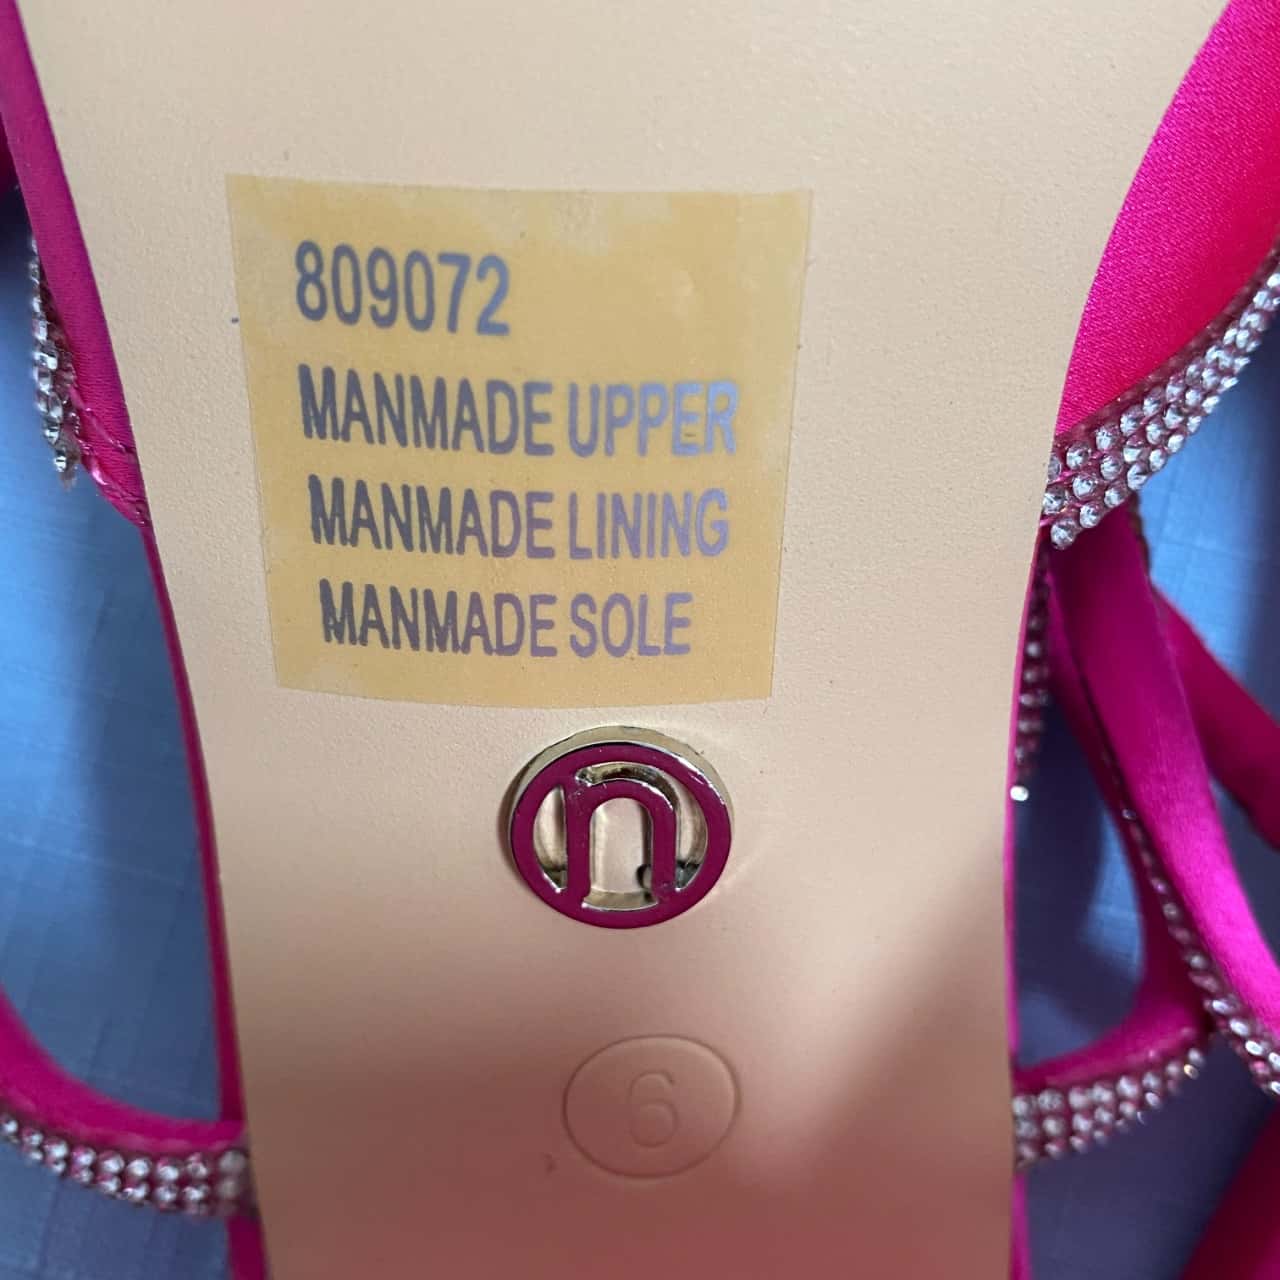 809072
MANMADE UPPER
MANMADE LINING
MANMADE SOLE
n
6